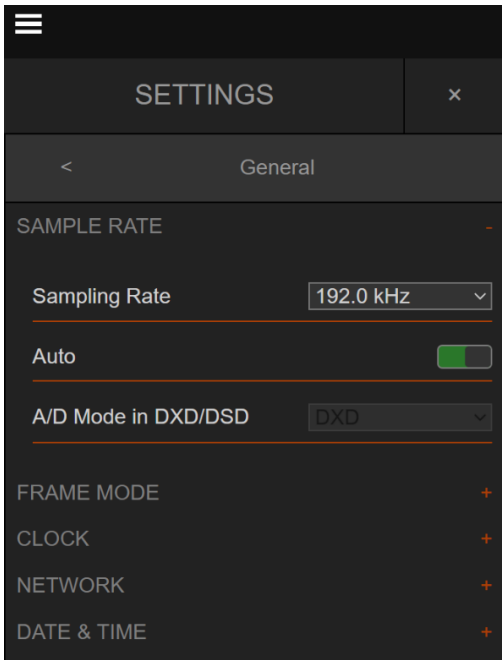 SETTINGS ×
< General
SAMPLE RATE -
Sampling Rate 192.0 kHz
Auto
A/D Mode in DXD/DSD DXD
FRAME MODE +
CLOCK +
NETWORK +
DATE & TIME +